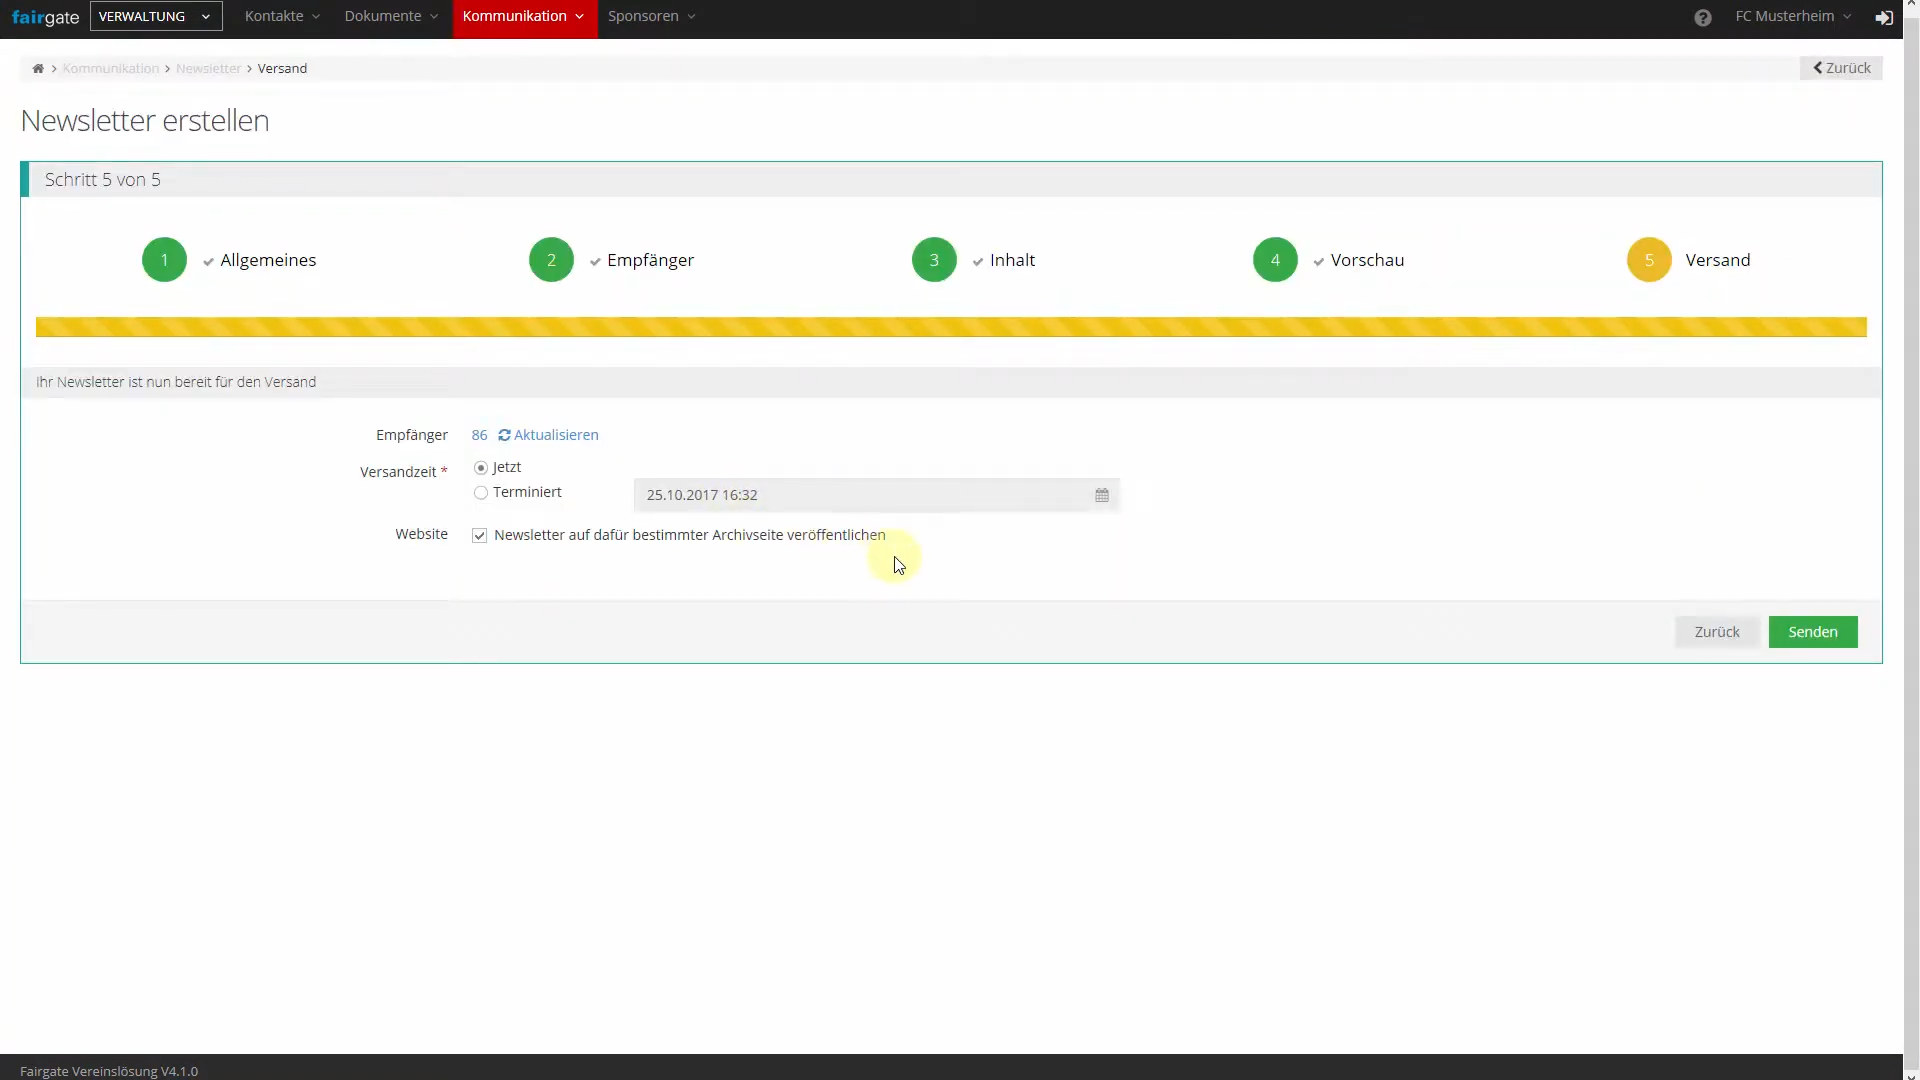 fairgate VERWALTUNG Kontakte Dokumente Kommunikation Sponsoren FC Musterheim
Kommunikation Newsletter Versand Zurück
Newsletter erstellen
Schritt 5 von 5
1 Allgemeines 2 Empfänger 3 Inhalt 4 Vorschau 5 Versand
Ihr Newsletter ist nun bereit für den Versand
Empfänger 86 Aktualisieren
Versandzeit * Jetzt
Terminiert 25.10.2017 16:32
Website Newsletter auf dafür bestimmter Archivseite veröffentlichen
Zurück Senden
Fairgate Vereinslösung V4.1.0